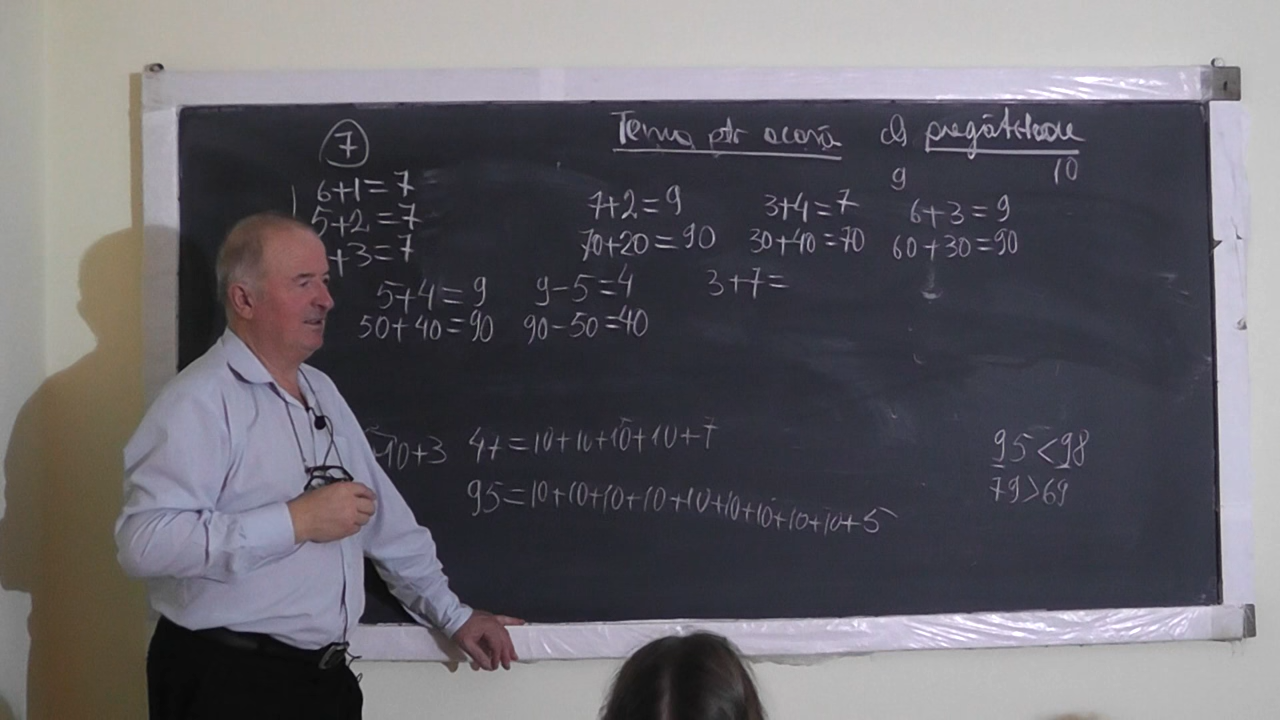 7
Tema ptr acasă cls pregătitoare
9 10
6+1=7
5+2=7
+3=7
7+2=9 3+4=7 6+3=9
70+20=90 30+40=70 60+30=90
5+4=9 9-5=4 3+7=
50+40=90 90-50=40
10+3 47=10+10+10+10+7
95=10+10+10+10+10+10+10+10+10+5
95<98
79>69